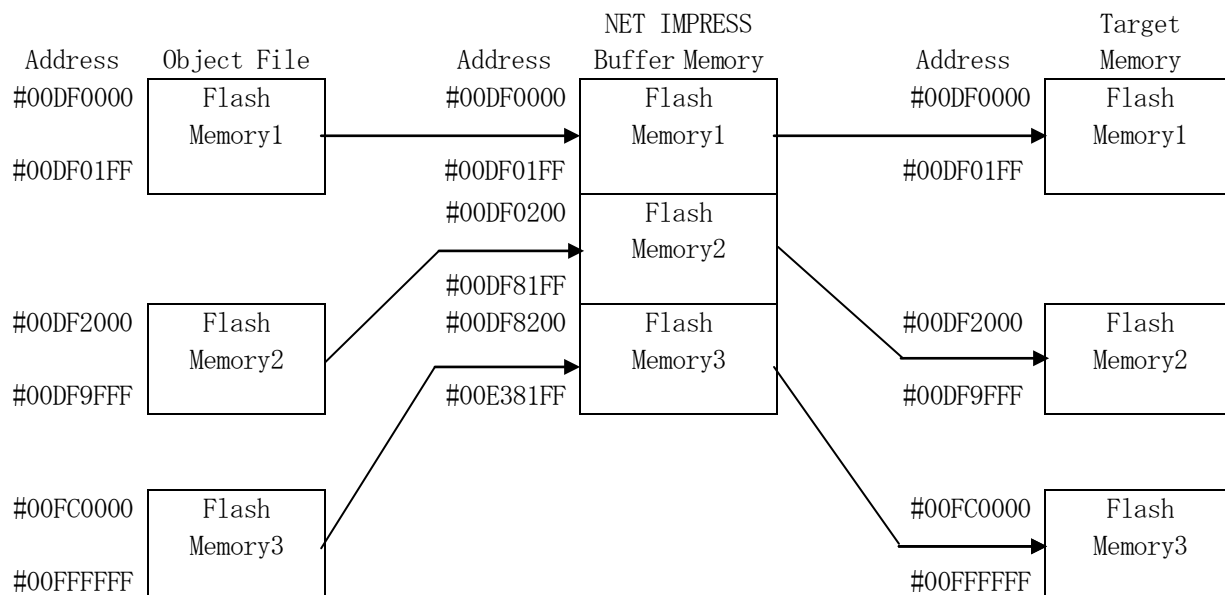 NET IMPRESS Target
Address Object File Address Buffer Memory Address Memory
#00DF0000 Flash #00DF0000 Flash #00DF0000 Flash
Memory1 Memory1 Memory1
#00DF01FF #00DF01FF #00DF01FF
#00DF0200 Flash
Memory2
#00DF81FF
#00DF2000 Flash #00DF8200 Flash #00DF2000 Flash
Memory2 Memory3 Memory2
#00DF9FFF #00E381FF #00DF9FFF
#00FC0000 Flash #00FC0000 Flash
Memory3 Memory3
#00FFFFFF #00FFFFFF